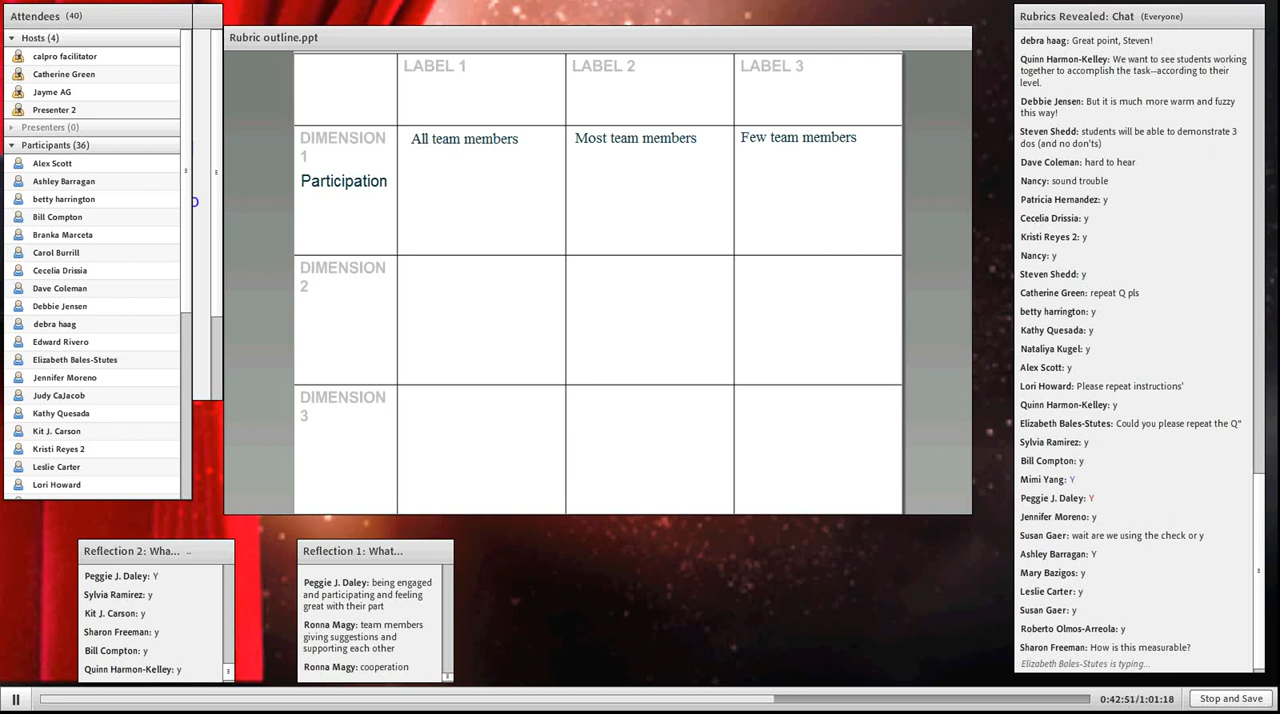 Attendees (40)
Hosts (4)
calpro facilitator
Catherine Green
Jayme AG
Presenter 2
Presenters (0)
Participants (36)
Alex Scott
Ashley Barragan
betty harrington
Bill Compton
Branka Marceta
Carol Burrill
Cecelia Drissia
Dave Coleman
Debbie Jensen
debra haag
Edward Rivero
Elizabeth Bales-Stutes
Jennifer Moreno
Judy CaJacob
Kathy Quesada
Kit J. Carson
Kristi Reyes 2
Leslie Carter
Lori Howard
Rubric outline.ppt
LABEL 1 LABEL 2 LABEL 3
DIMENSION
1
All team members Most team members Few team members
Participation
DIMENSION
2
DIMENSION
3
Reflection 2: Wha... ..
Peggie J. Daley: Y
Sylvia Ramirez: y
Kit J. Carson: y
Sharon Freeman: y
Bill Compton: y
Quinn Harmon-Kelley: y
Reflection 1: What...
Peggie J. Daley: being engaged
and participating and feeling
great with their part
Ronna Magy: team members
giving suggestions and
supporting each other
Ronna Magy: cooperation
Rubrics Revealed: Chat (Everyone)
debra haag: Great point, Steven!
Quinn Harmon-Kelley: We want to see students working
together to accomplish the task--according to their
level.
Debbie Jensen: But it is much more warm and fuzzy
this way!
Steven Shedd: students will be able to demonstrate 3
dos (and no don'ts)
Dave Coleman: hard to hear
Nancy: sound trouble
Patricia Hernandez: y
Cecelia Drissia: y
Kristi Reyes 2: y
Nancy: y
Steven Shedd: y
Catherine Green: repeat Q pls
betty harrington: y
Kathy Quesada: y
Nataliya Kugel: y
Alex Scott: y
Lori Howard: Please repeat instructions'
Quinn Harmon-Kelley: y
Elizabeth Bales-Stutes: Could you please repeat the Q"
Sylvia Ramirez: y
Bill Compton: y
Mimi Yang: Y
Peggie J. Daley: Y
Jennifer Moreno: y
Susan Gaer: wait are we using the check or y
Ashley Barragan: Y
Mary Bazigos: y
Leslie Carter: y
Susan Gaer: y
Roberto Olmos-Arreola: y
Sharon Freeman: How is this measurable?
Elizabeth Bales-Stutes is typing...
0:42:51/1:01:18 Stop and Save